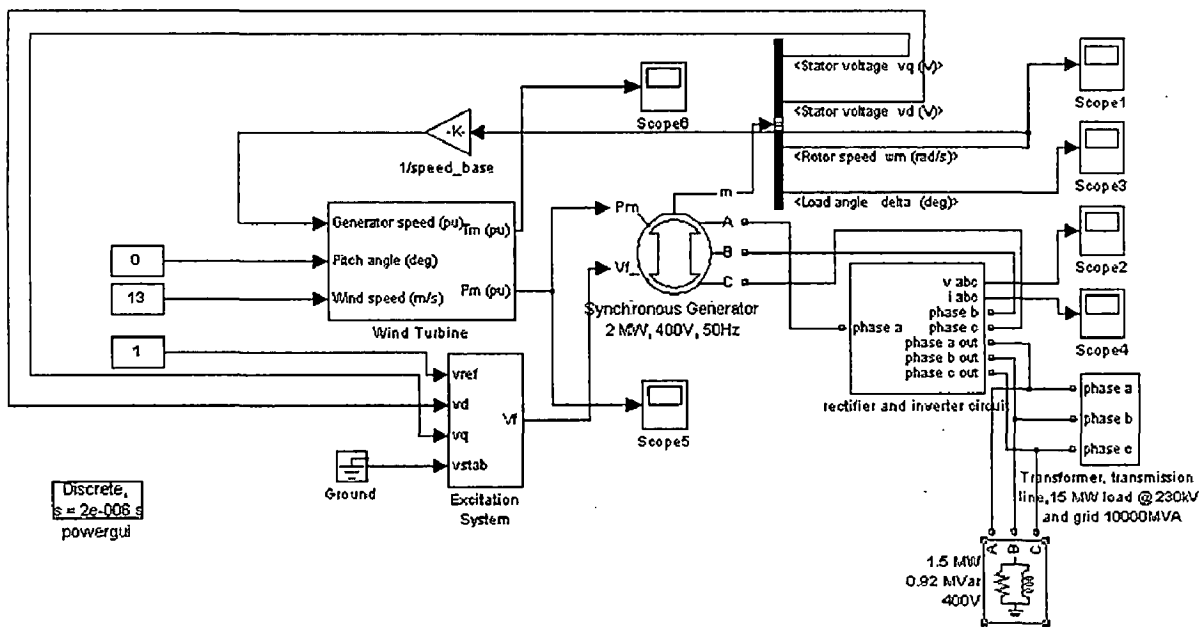 <Stator voltage vq (V)>
Scope1
<Stator voltage vd (V)>
Scope6
-K-
1/speed_base
<Rotor speed wm (rad/s)>
Scope3
<Load angle delta (deg)>
m
Generator speed (pu)
Tm (pu)
Pitch angle (deg)
Wind speed (m/s)
Pm (pu)
Wind Turbine
0
13
1
Pm
Vf_
A
B
C
Synchronous Generator
2 MW, 400V, 50Hz
Scope2
v abc
i abc
phase b
phase c
phase a
phase a out
phase b out
phase c out
rectifier and inverter circuit
Scope4
vref
vd
vq
vstab
Vf
Excitation
System
Ground
Scope5
phase a
phase b
phase c
Transformer, transmission
line,15 MW load @ 230kV
and grid 10000MVA
Discrete,
s = 2e-006 s
powergui
A
B
C
1.5 MW
0.92 MVar
400V